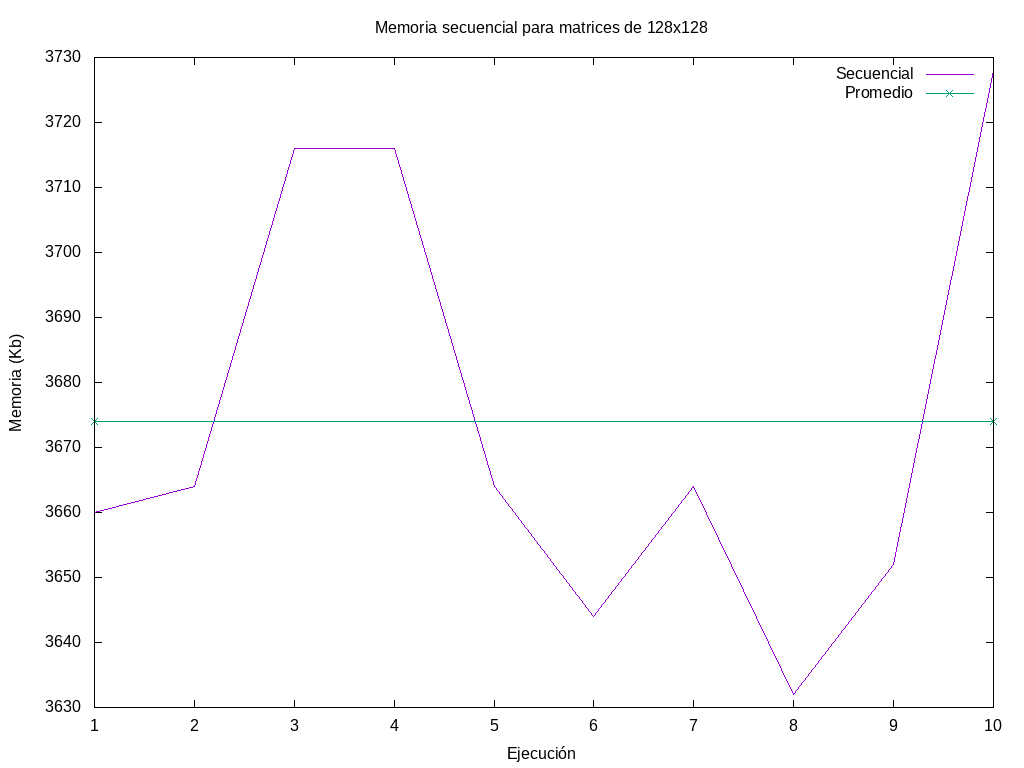 Memoria secuencial para matrices de 128x128
3730
3720
3710
3700
3690
3680
3670
3660
3650
3640
3630
Memoria (Kb)
Secuencial
Promedio
1 2 3 4 5 6 7 8 9 10
Ejecución